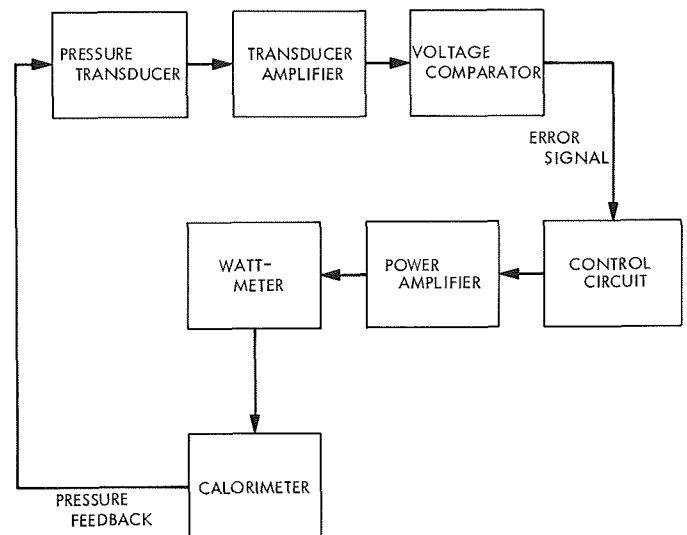 PRESSURE
TRANSDUCER
TRANSDUCER
AMPLIFIER
VOLTAGE
COMPARATOR
ERROR
SIGNAL
WATT-
METER
POWER
AMPLIFIER
CONTROL
CIRCUIT
CALORIMETER
PRESSURE
FEEDBACK